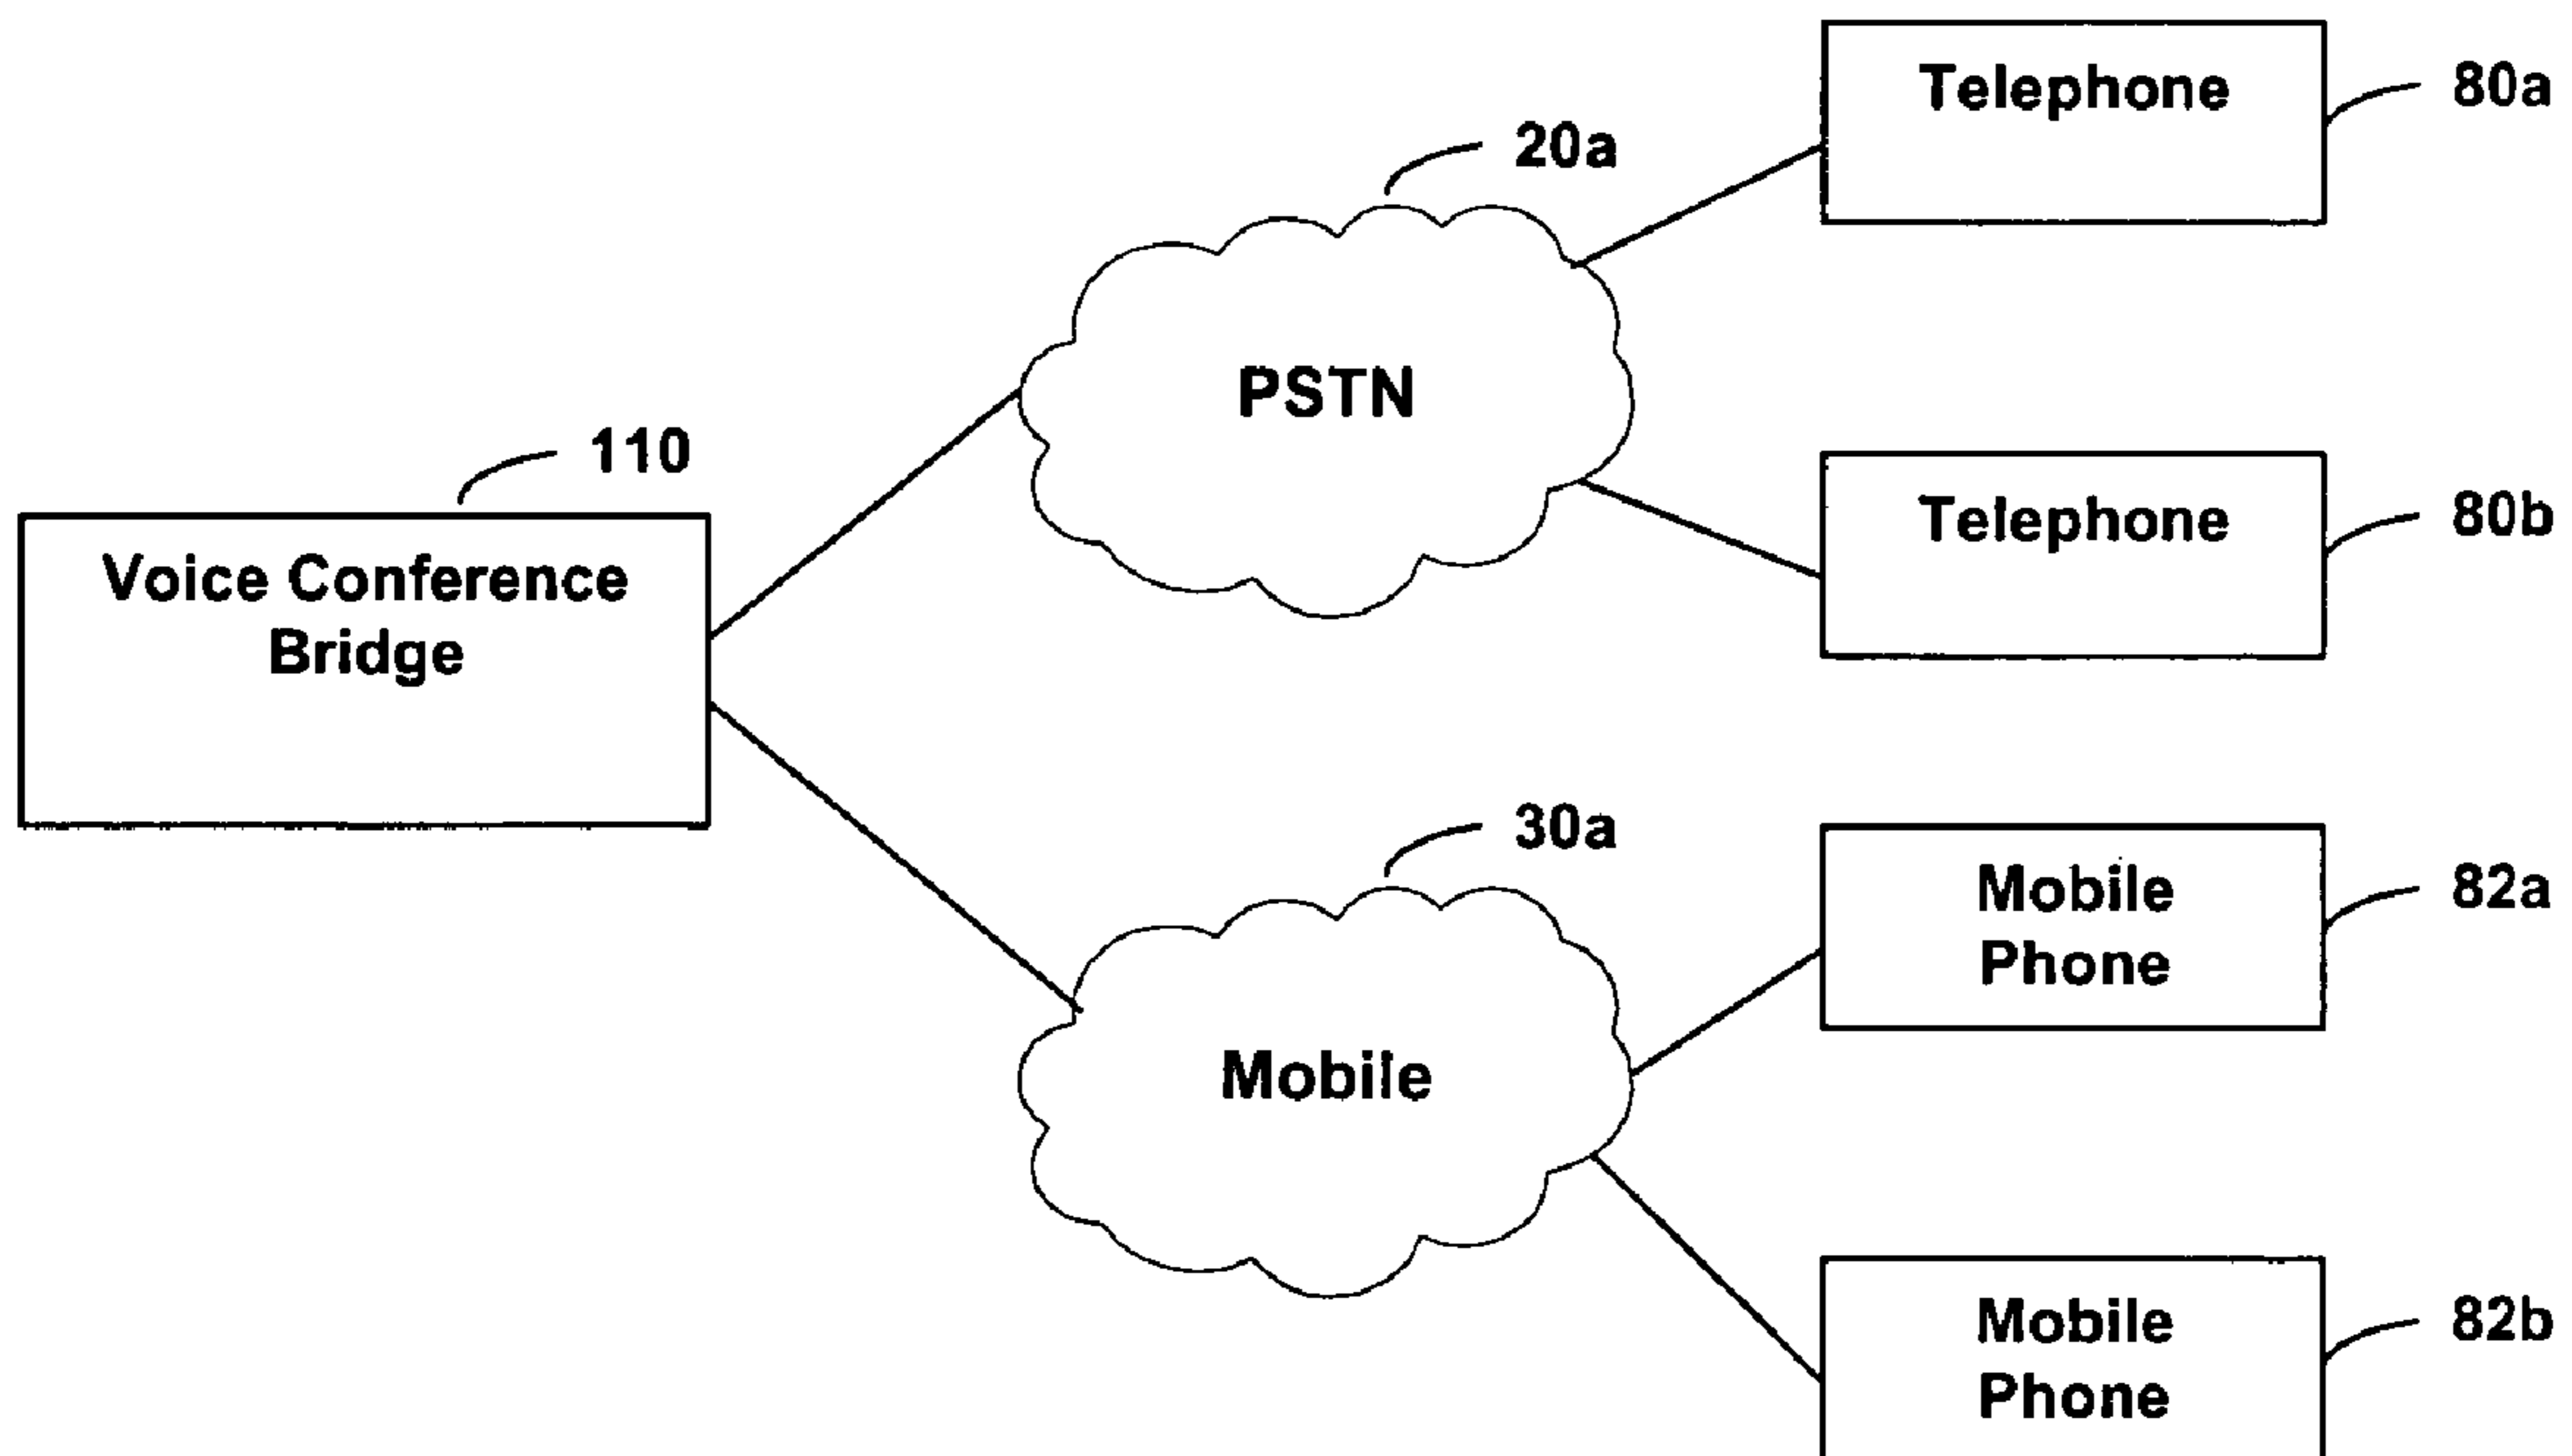 Telephone
80a
20a
PSTN
110
Voice Conference
Bridge
Telephone
80b
30a
Mobile
Mobile
Phone
82a
Mobile
Phone
82b